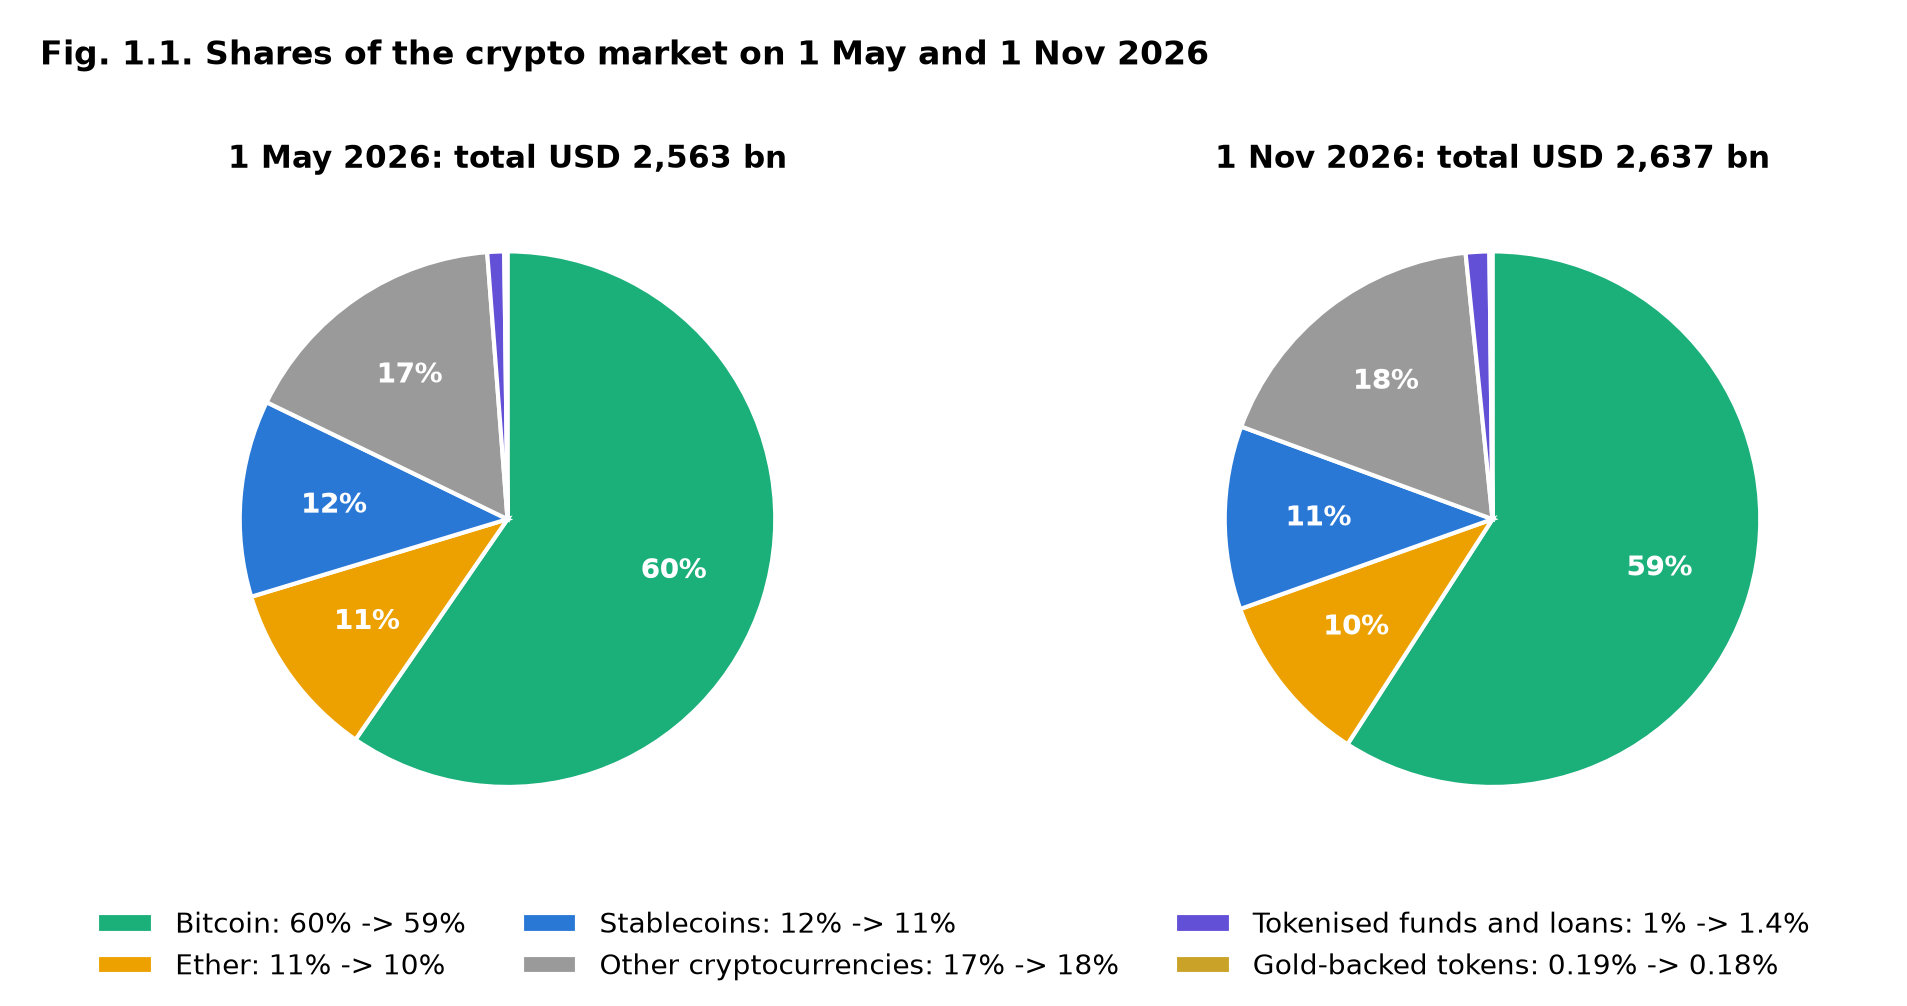 Fig. 1.1. Shares of the crypto market on 1 May and 1 Nov 2026
1 May 2026: total USD 2,563 bn
17%
12%
11%
60%
1 Nov 2026: total USD 2,637 bn
18%
11%
10%
59%
Bitcoin: 60% -> 59%
Ether: 11% -> 10%
Stablecoins: 12% -> 11%
Other cryptocurrencies: 17% -> 18%
Tokenised funds and loans: 1% -> 1.4%
Gold-backed tokens: 0.19% -> 0.18%